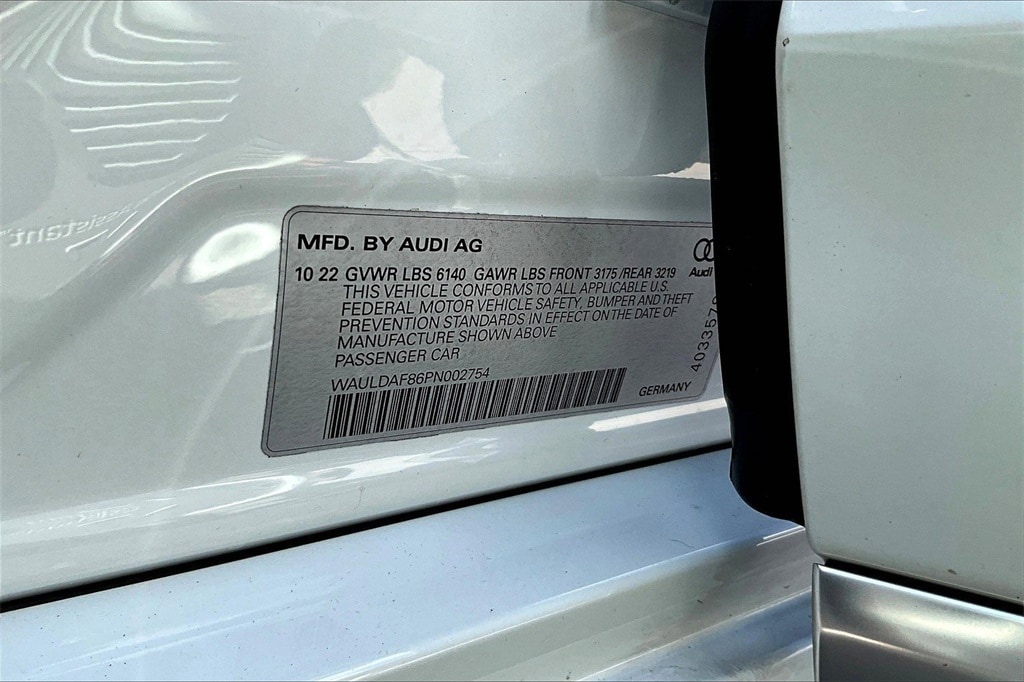 MFD. BY AUDI AG
10 22 GVWR LBS 6140 GAWR LBS FRONT 3175 /REAR 3219
THIS VEHICLE CONFORMS TO ALL APPLICABLE U.S.
FEDERAL MOTOR VEHICLE SAFETY, BUMPER AND THEFT
PREVENTION STANDARDS IN EFFECT ON THE DATE OF
MANUFACTURE SHOWN ABOVE
PASSENGER CAR
WAULDAF86PN002754
GERMANY
Audi
Assistant